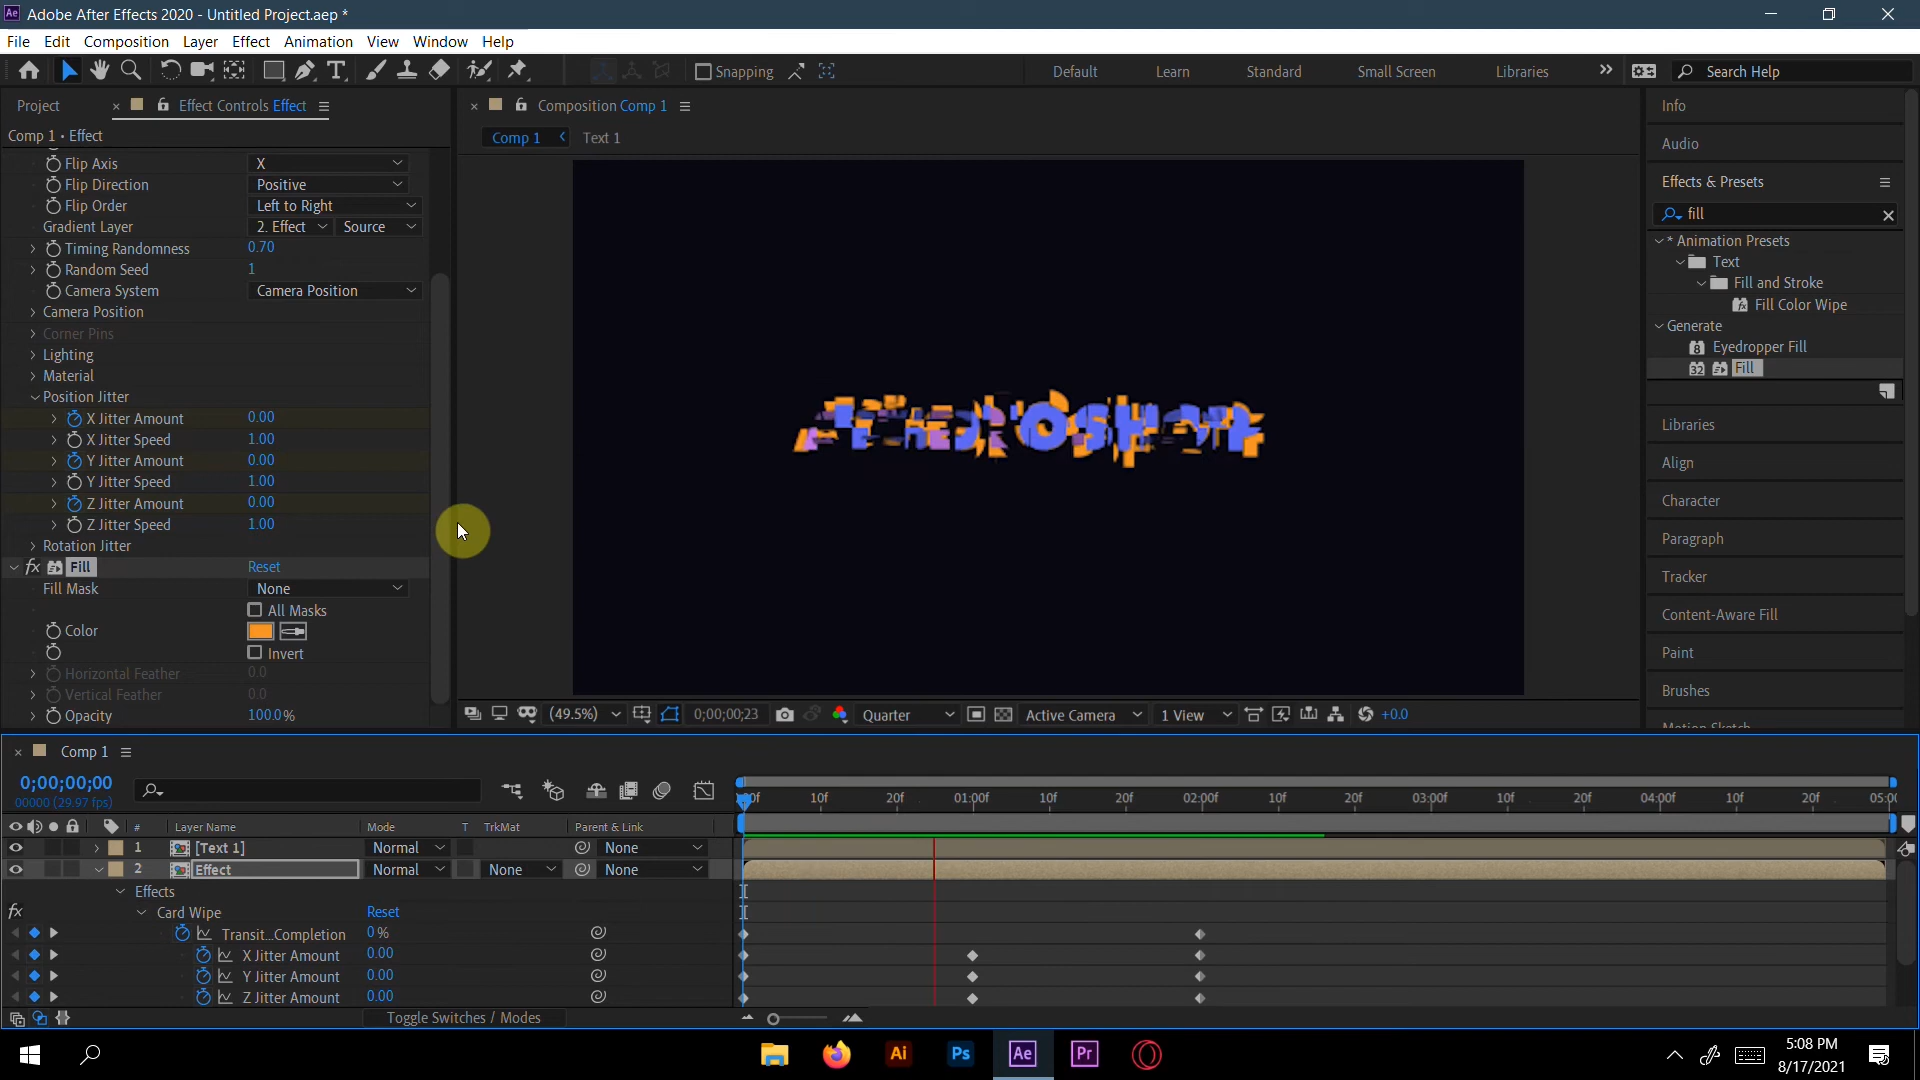 Adobe After Effects 2020 - Untitled Project.aep *
File Edit Composition Layer Effect Animation View Window Help
Snapping Default Learn Standard Small Screen Libraries Search Help
Project Effect Controls Effect
Composition Comp 1
Info
Comp 1 • Effect
Comp 1 Text 1
Audio
Flip Axis X
Flip Direction Positive
Flip Order Left to Right
Gradient Layer 2. Effect Source
Timing Randomness 0.70
Random Seed 1
Camera System Camera Position
Camera Position
Corner Pins
Lighting
Material
Position Jitter
X Jitter Amount 0.00
X Jitter Speed 1.00
Y Jitter Amount 0.00
Y Jitter Speed 1.00
Z Jitter Amount 0.00
Z Jitter Speed 1.00
Rotation Jitter
fx Fill Reset
Fill Mask None
All Masks
Color
Invert
Horizontal Feather 0.0
Vertical Feather 0.0
Opacity 100.0%
(49.5%) 0;00;00;23 Quarter Active Camera 1 View +0.0
Effects & Presets
fill
* Animation Presets
Text
Fill and Stroke
Fill Color Wipe
Generate
8 Eyedropper Fill
32 Fill
Libraries
Align
Character
Paragraph
Tracker
Content-Aware Fill
Paint
Brushes
Motion Sketch
Comp 1
0;00;00;00
00000 (29.97 fps)
10f 20f 01:00f 10f 20f 02:00f 10f 20f 03:00f 10f 20f 04:00f 10f 20f
# Layer Name Mode T TrkMat Parent & Link
1 [Text 1] Normal None
2 Effect Normal None None
Effects
fx Card Wipe Reset
Transit...Completion 0 %
X Jitter Amount 0.00
Y Jitter Amount 0.00
Z Jitter Amount 0.00
Toggle Switches / Modes
Ai Ps Ae Pr
5:08 PM
8/17/2021